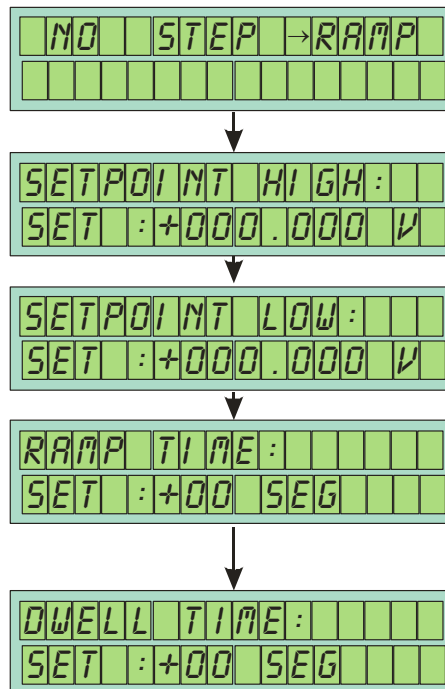 NO STEP →RAMP
SETPOINT HIGH:
SET :+000.000 V
SETPOINT LOW:
SET :+000.000 V
RAMP TIME:
SET :+00 SEG
DWELL TIME:
SET :+00 SEG